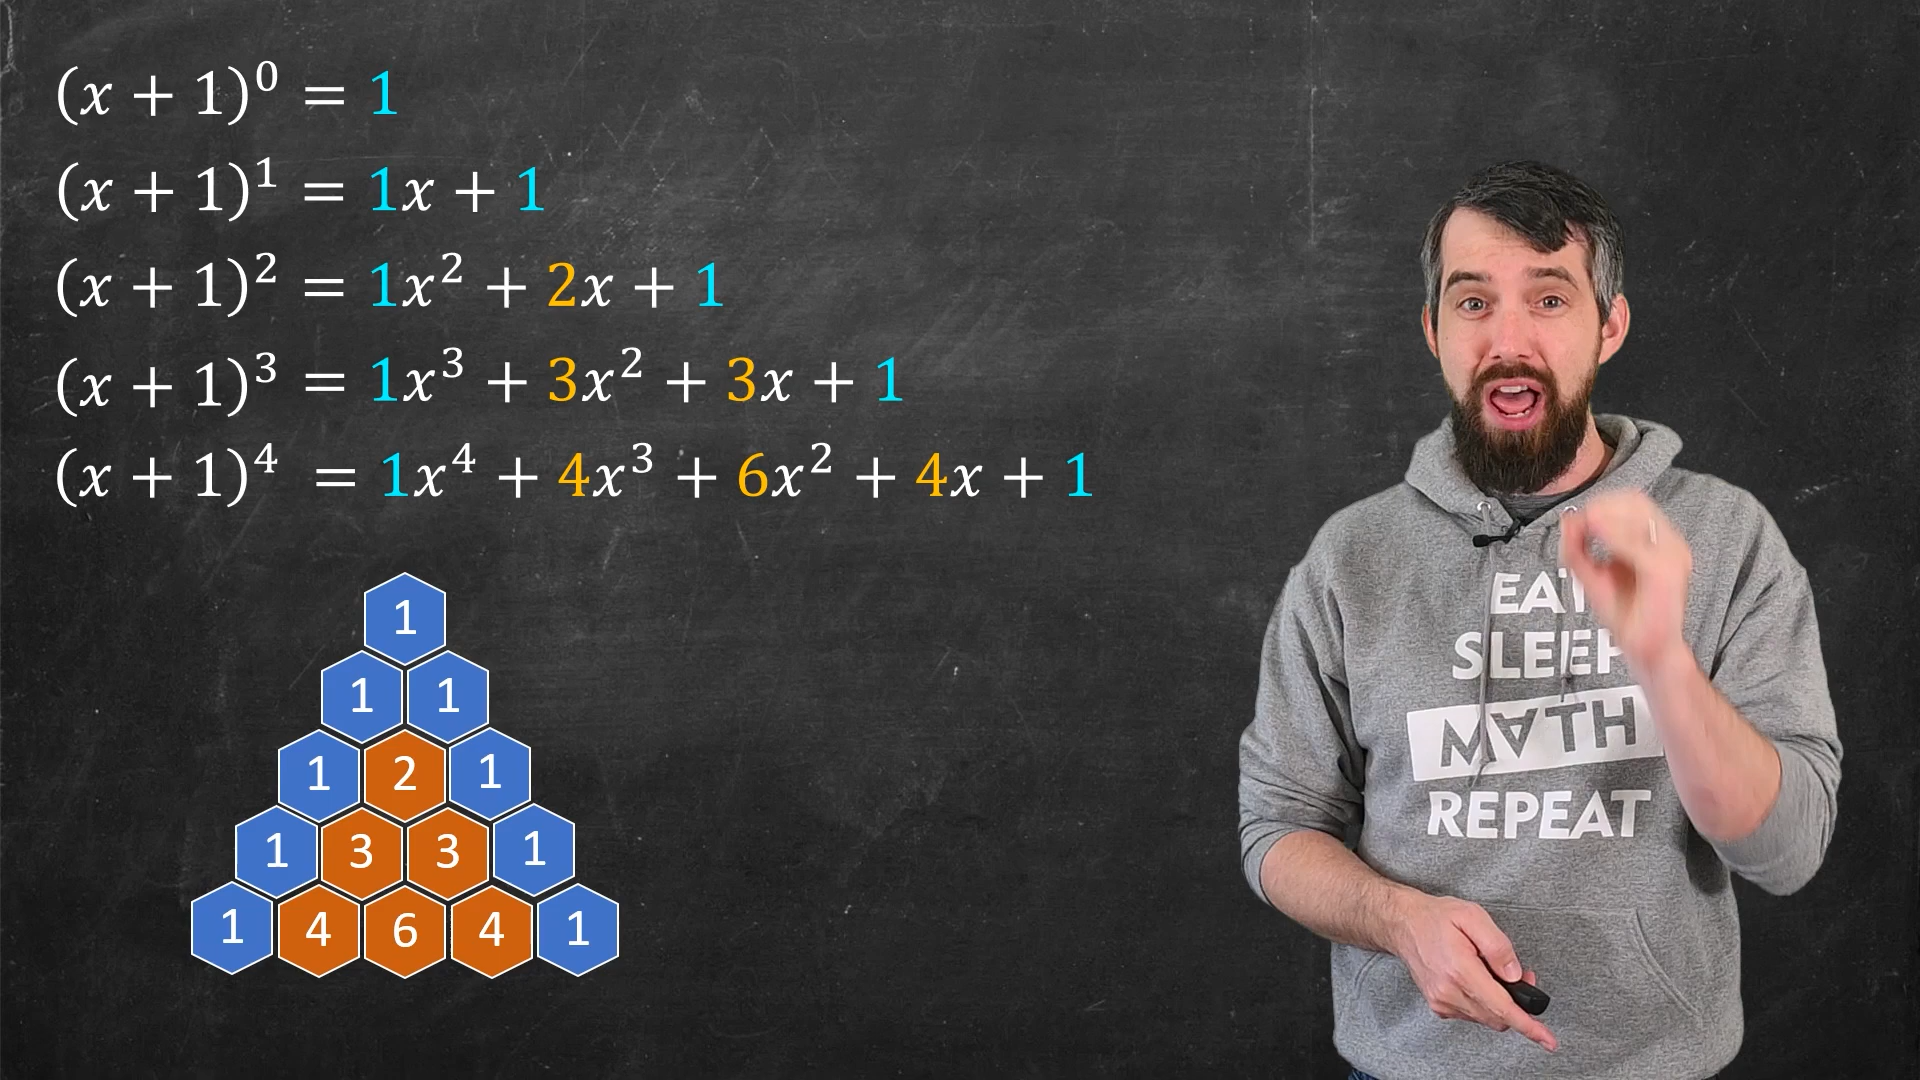 (x + 1)⁰ = 1
(x + 1)¹ = 1x + 1
(x + 1)² = 1x² + 2x + 1
(x + 1)³ = 1x³ + 3x² + 3x + 1
(x + 1)⁴ = 1x⁴ + 4x³ + 6x² + 4x + 1
1
1 1
1 2 1
1 3 3 1
1 4 6 4 1
EAT
SLEEP
M∀TH
REPEAT